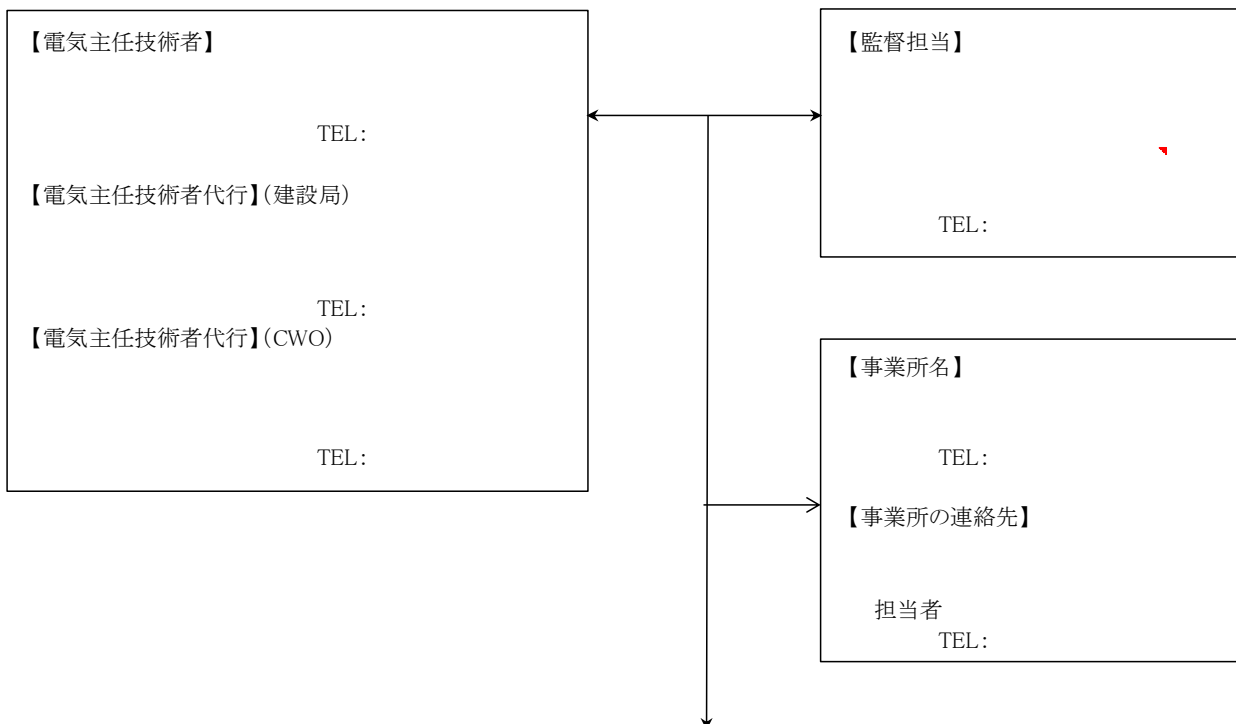 【電気主任技術者】
TEL:
【電気主任技術者代行】(建設局)
TEL:
【電気主任技術者代行】(CWO)
TEL:
【監督担当】
TEL:
【事業所名】
TEL:
【事業所の連絡先】
担当者
TEL: